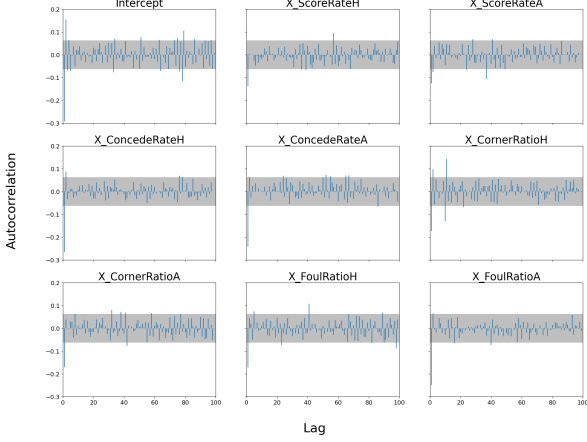 Intercept
X_ScoreRateH
X_ScoreRateA
0.2
0.1
0.0
−0.1
−0.2
−0.3
X_ConcedeRateH
X_ConcedeRateA
X_CornerRatioH
0.2
0.1
0.0
−0.1
−0.2
−0.3
X_CornerRatioA
X_FoulRatioH
X_FoulRatioA
0.2
0.1
0.0
−0.1
−0.2
−0.3
0 20 40 60 80 100
0 20 40 60 80 100
0 20 40 60 80 100
Autocorrelation
Lag